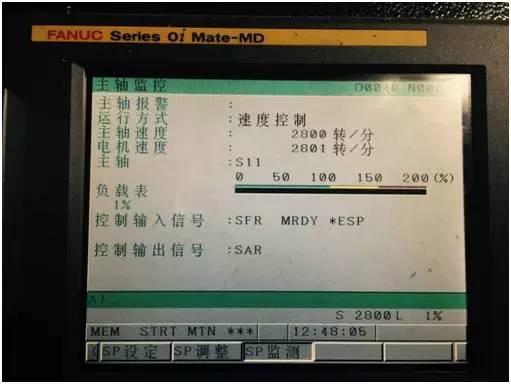 FANUC Series 0i Mate-MD
主轴监控 O0040 N000
主轴报警 :
运行方式 :速度控制
主轴速度 : 2800 转/分
电机速度 : 2801 转/分
主轴 :S11
0 50 100 150 200(%)
负载表
1%
控制输入信号 :SFR MRDY *ESP
控制输出信号 :SAR
A)_
S 2800L 1%
MEM STRT MTN *** 12:48:05
(SP设定 SP调整 SP监测